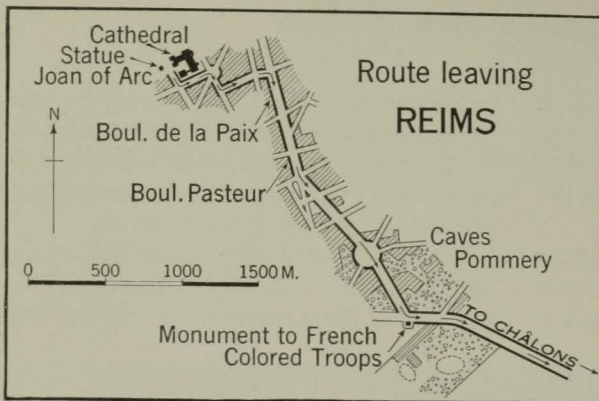 Cathedral
Statue
Joan of Arc
Route leaving
REIMS
N
Boul. de la Paix
Boul. Pasteur
Caves
Pommery
0 500 1000 1500 M.
Monument to French
Colored Troops
TO CHÂLONS